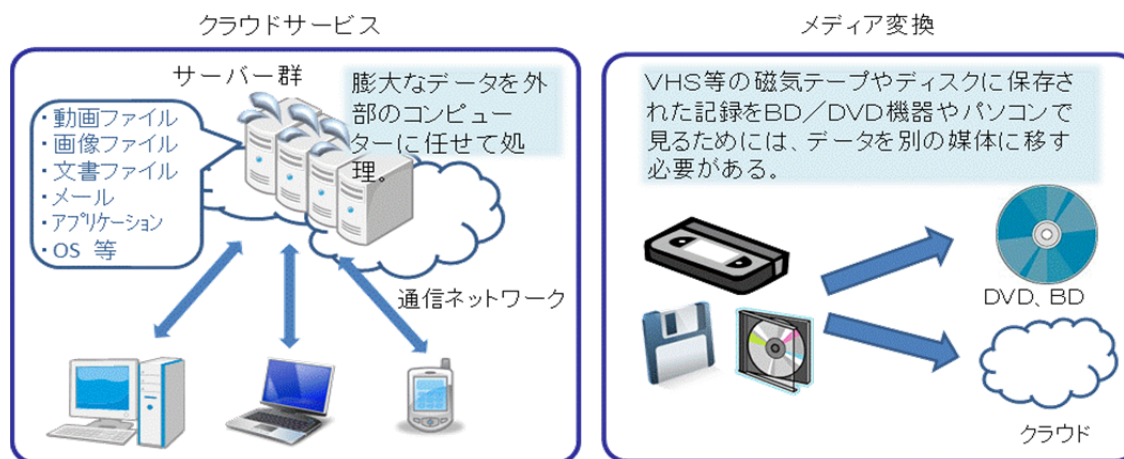 クラウドサービス
サーバー群
・動画ファイル
・画像ファイル
・文書ファイル
・メール
・アプリケーション
・OS 等
膨大なデータを外
部のコンピュー
ターに任せて処
理。
通信ネットワーク
メディア変換
VHS等の磁気テープやディスクに保存さ
れた記録をBD／DVD機器やパソコンで
見るためには、データを別の媒体に移す
必要がある。
DVD、BD
クラウド